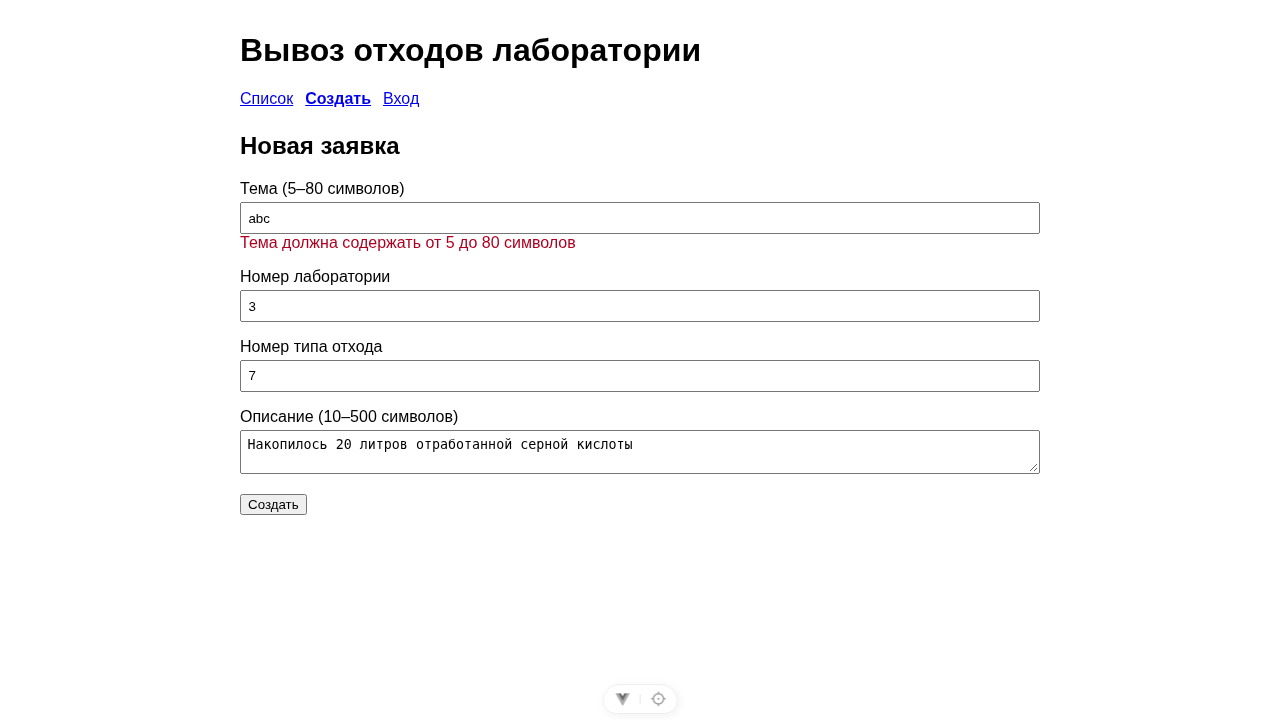 Вывоз отходов лаборатории
Список Создать Вход
Новая заявка
Тема (5–80 символов)
abc
Тема должна содержать от 5 до 80 символов
Номер лаборатории
3
Номер типа отхода
7
Описание (10–500 символов)
Накопилось 20 литров отработанной серной кислоты
Создать